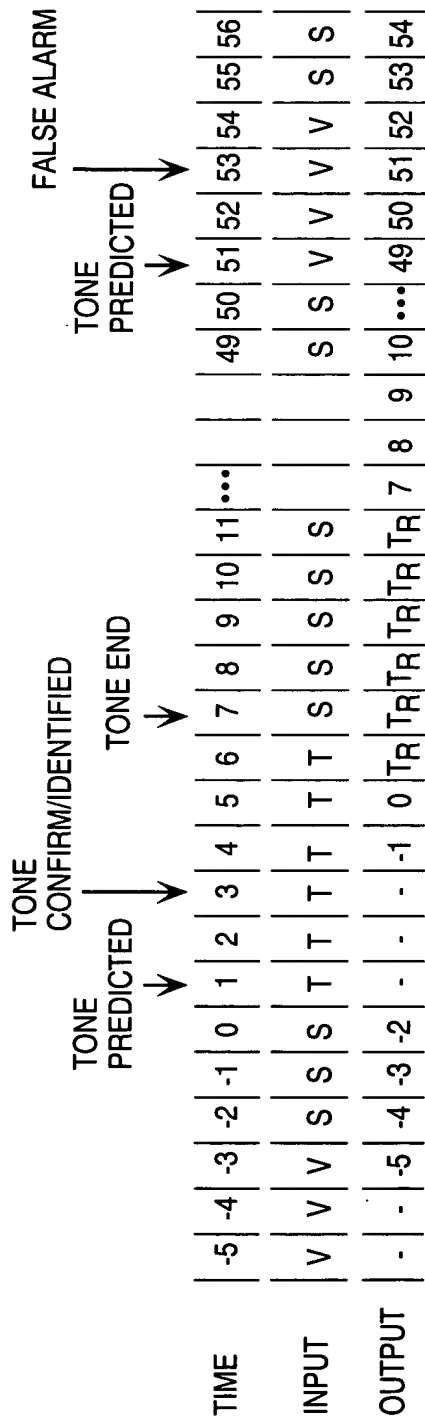 TONE CONFIRM/IDENTIFIED
TONE PREDICTED
TONE END
TONE PREDICTED
FALSE ALARM
TIME -5 -4 -3 -2 -1 0 1 2 3 4 5 6 7 8 9 10 11 ••• 49 50 51 52 53 54 55 56
INPUT V V V S S S T T T T T T S S S S S S S V V V V S S
OUTPUT - - -5 -4 -3 -2 - - - -1 0 TR TR TR TR TR TR 7 8 9 10 ••• 49 50 51 52 53 54